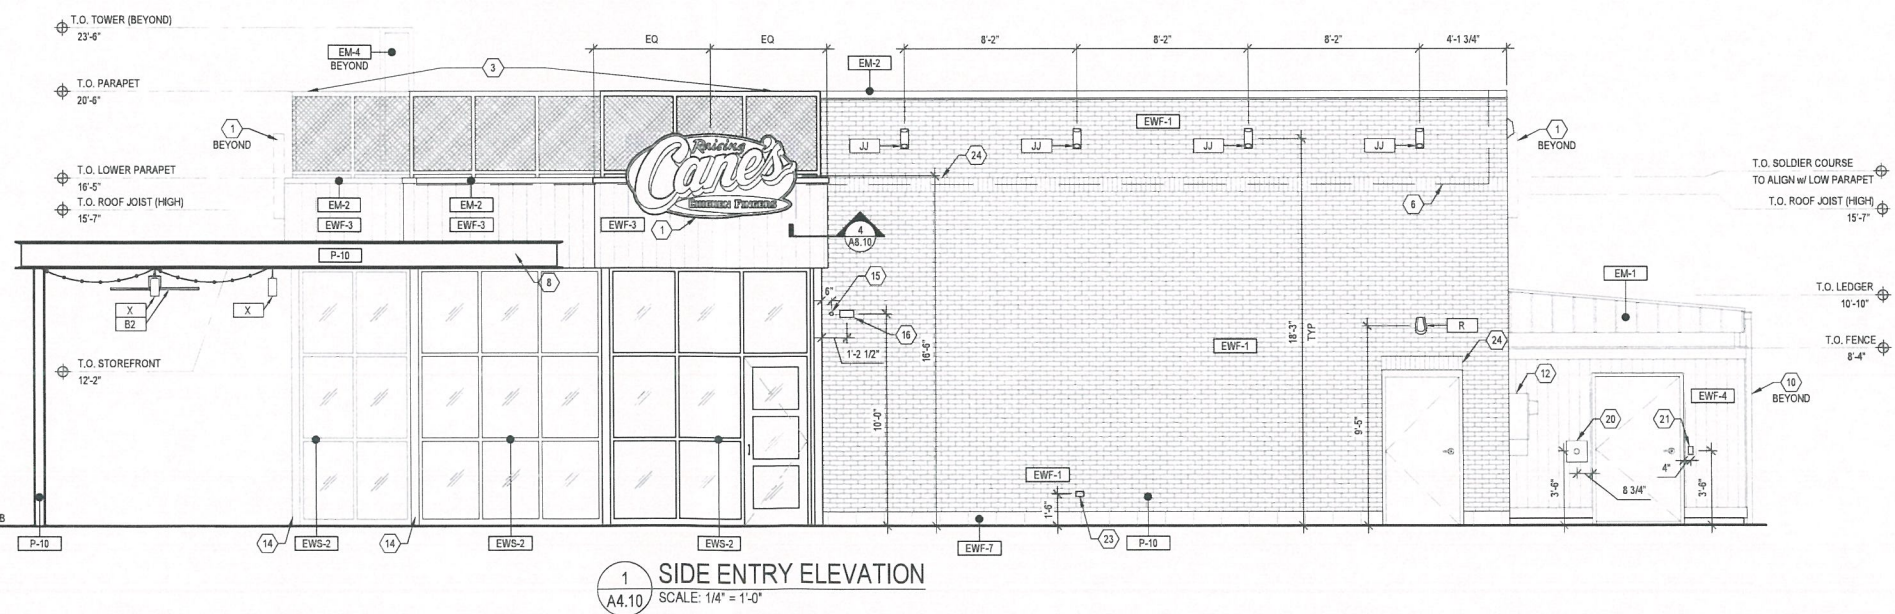 T.O. TOWER (BEYOND)
23'-6"
EM-4
BEYOND
3
EQ
EQ
EM-2
8'-2"
8'-2"
8'-2"
4'-1 3/4"
T.O. PARAPET
20'-6"
1
BEYOND
EWF-1
JJ
JJ
JJ
JJ
1
BEYOND
Raising
Cane's
CHICKEN FINGERS
24
T.O. LOWER PARAPET
16'-5"
T.O. SOLDIER COURSE
TO ALIGN w/ LOW PARAPET
T.O. ROOF JOIST (HIGH)
15'-7"
T.O. ROOF JOIST (HIGH)
15'-7"
EM-2
EWF-3
EM-2
EWF-3
EWF-3
1
6
4
A8.10
P-10
8
X
B2
X
6"
15
16
1'-2 1/2"
16'-6"
10'-0"
18'-3"
TYP
EWF-1
EM-1
T.O. LEDGER
10'-10"
R
24
T.O. FENCE
8'-4"
T.O. STOREFRONT
12'-2"
9'-5"
12
10
BEYOND
EWF-4
20
21
4"
8 3/4"
3'-6"
3'-6"
EWF-1
1'-6"
23
P-10
EWF-7
B
P-10
14
EWS-2
14
EWS-2
EWS-2
1
A4.10
SIDE ENTRY ELEVATION
SCALE: 1/4" = 1'-0"